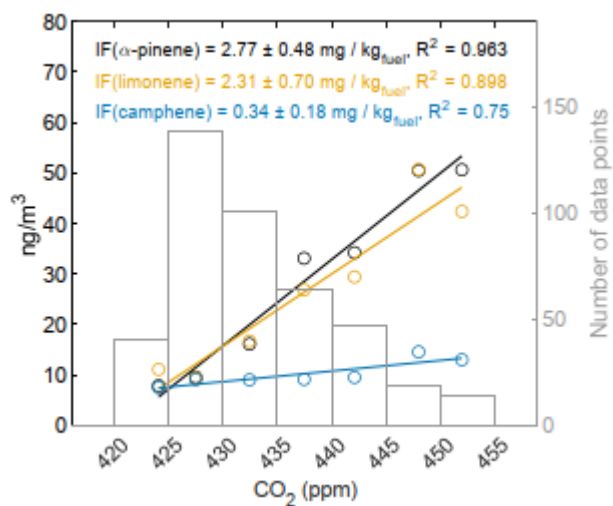 IF(α-pinene) = 2.77 ± 0.48 mg / kg_fuel, R² = 0.963
IF(limonene) = 2.31 ± 0.70 mg / kg_fuel, R² = 0.898
IF(camphene) = 0.34 ± 0.18 mg / kg_fuel, R² = 0.75
80
70
60
50
40
30
20
10
0
ng/m³
150
100
50
0
Number of data points
420 425 430 435 440 445 450 455
CO₂ (ppm)